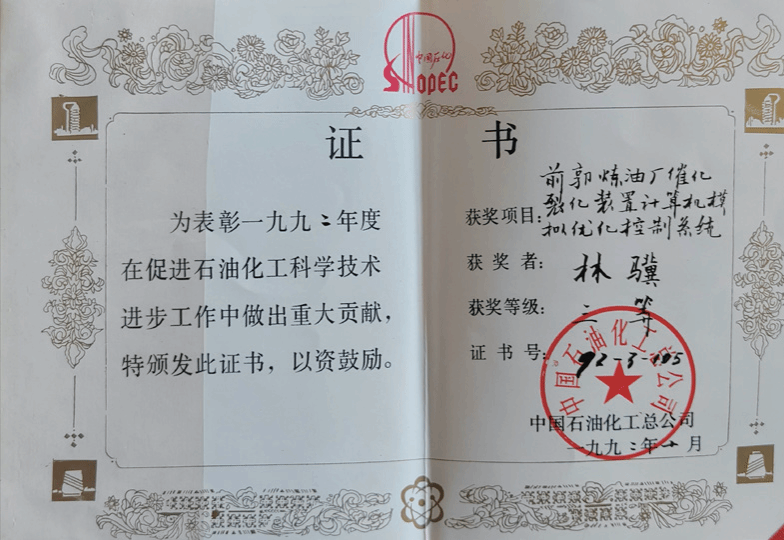 中国石化
SINOPEC
证 书
为表彰一九九二年度
在促进石油化工科学技术
进步工作中做出重大贡献，
特颁发此证书，以资鼓励。
获奖项目：前郭炼油厂催化
裂化装置计算机模
拟优化控制系统
获奖者：林骥
获奖等级：三等
证书号：92-3-105
中国石油化工总公司
一九九二年十月
中国石油化工总公司